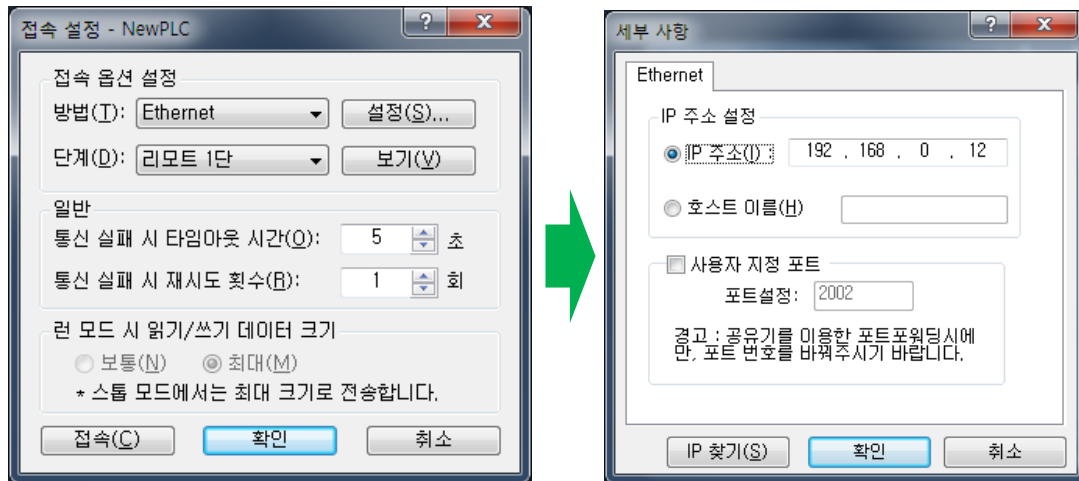 접속 설정 - NewPLC
접속 옵션 설정
방법(T): Ethernet 설정(S)...
단계(D): 리모트 1단 보기(V)
일반
통신 실패 시 타임아웃 시간(O): 5 초
통신 실패 시 재시도 횟수(R): 1 회
런 모드 시 읽기/쓰기 데이터 크기
보통(N) 최대(M)
* 스톱 모드에서는 최대 크기로 전송합니다.
접속(C) 확인 취소
세부 사항
Ethernet
IP 주소 설정
IP 주소(I) : 192 . 168 . 0 . 12
호스트 이름(H)
사용자 지정 포트
포트설정: 2002
경고 : 공유기를 이용한 포트포워딩시에
만, 포트 번호를 바꿔주시기 바랍니다.
IP 찾기(S) 확인 취소